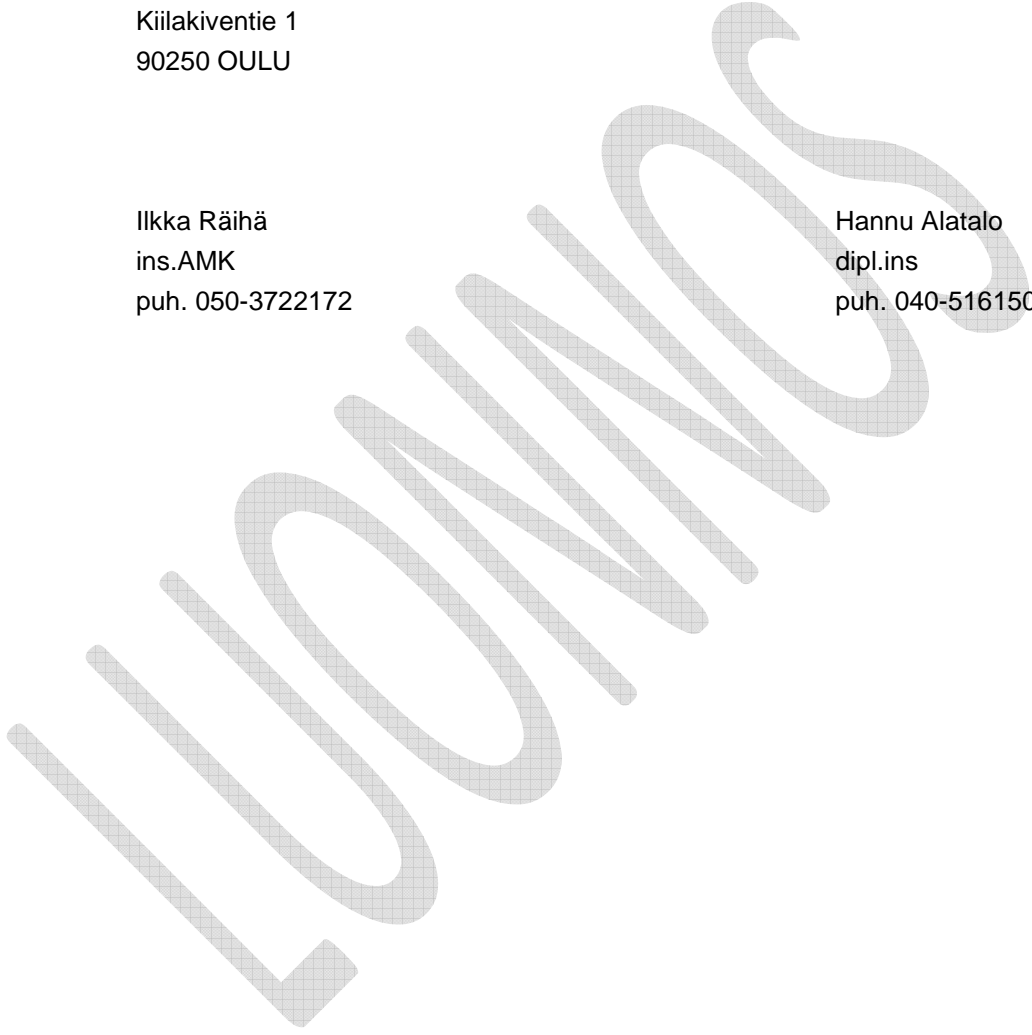 Kiilakiventie 1
90250 OULU
Ilkka Räihä
ins.AMK
puh. 050-3722172
Hannu Alatalo
dipl.ins
puh. 040-516150
LUONNOS